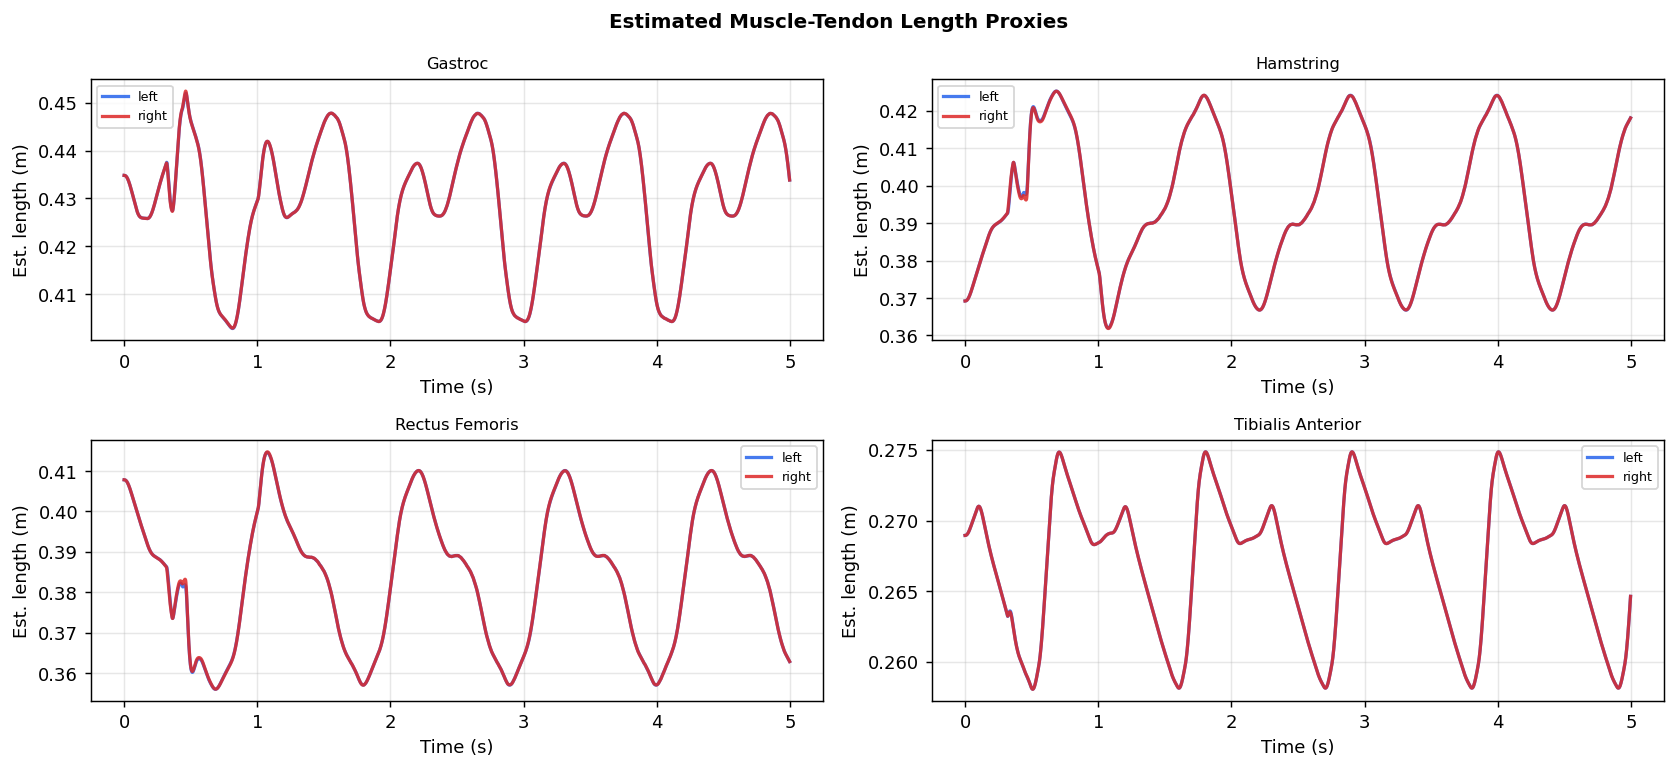 Estimated Muscle-Tendon Length Proxies
Gastroc
Est. length (m)
0.45
0.44
0.43
0.42
0.41
left
right
0 1 2 3 4 5
Time (s)
Hamstring
Est. length (m)
0.42
0.41
0.40
0.39
0.38
0.37
0.36
left
right
0 1 2 3 4 5
Time (s)
Rectus Femoris
Est. length (m)
0.41
0.40
0.39
0.38
0.37
0.36
left
right
0 1 2 3 4 5
Time (s)
Tibialis Anterior
Est. length (m)
0.275
0.270
0.265
0.260
left
right
0 1 2 3 4 5
Time (s)